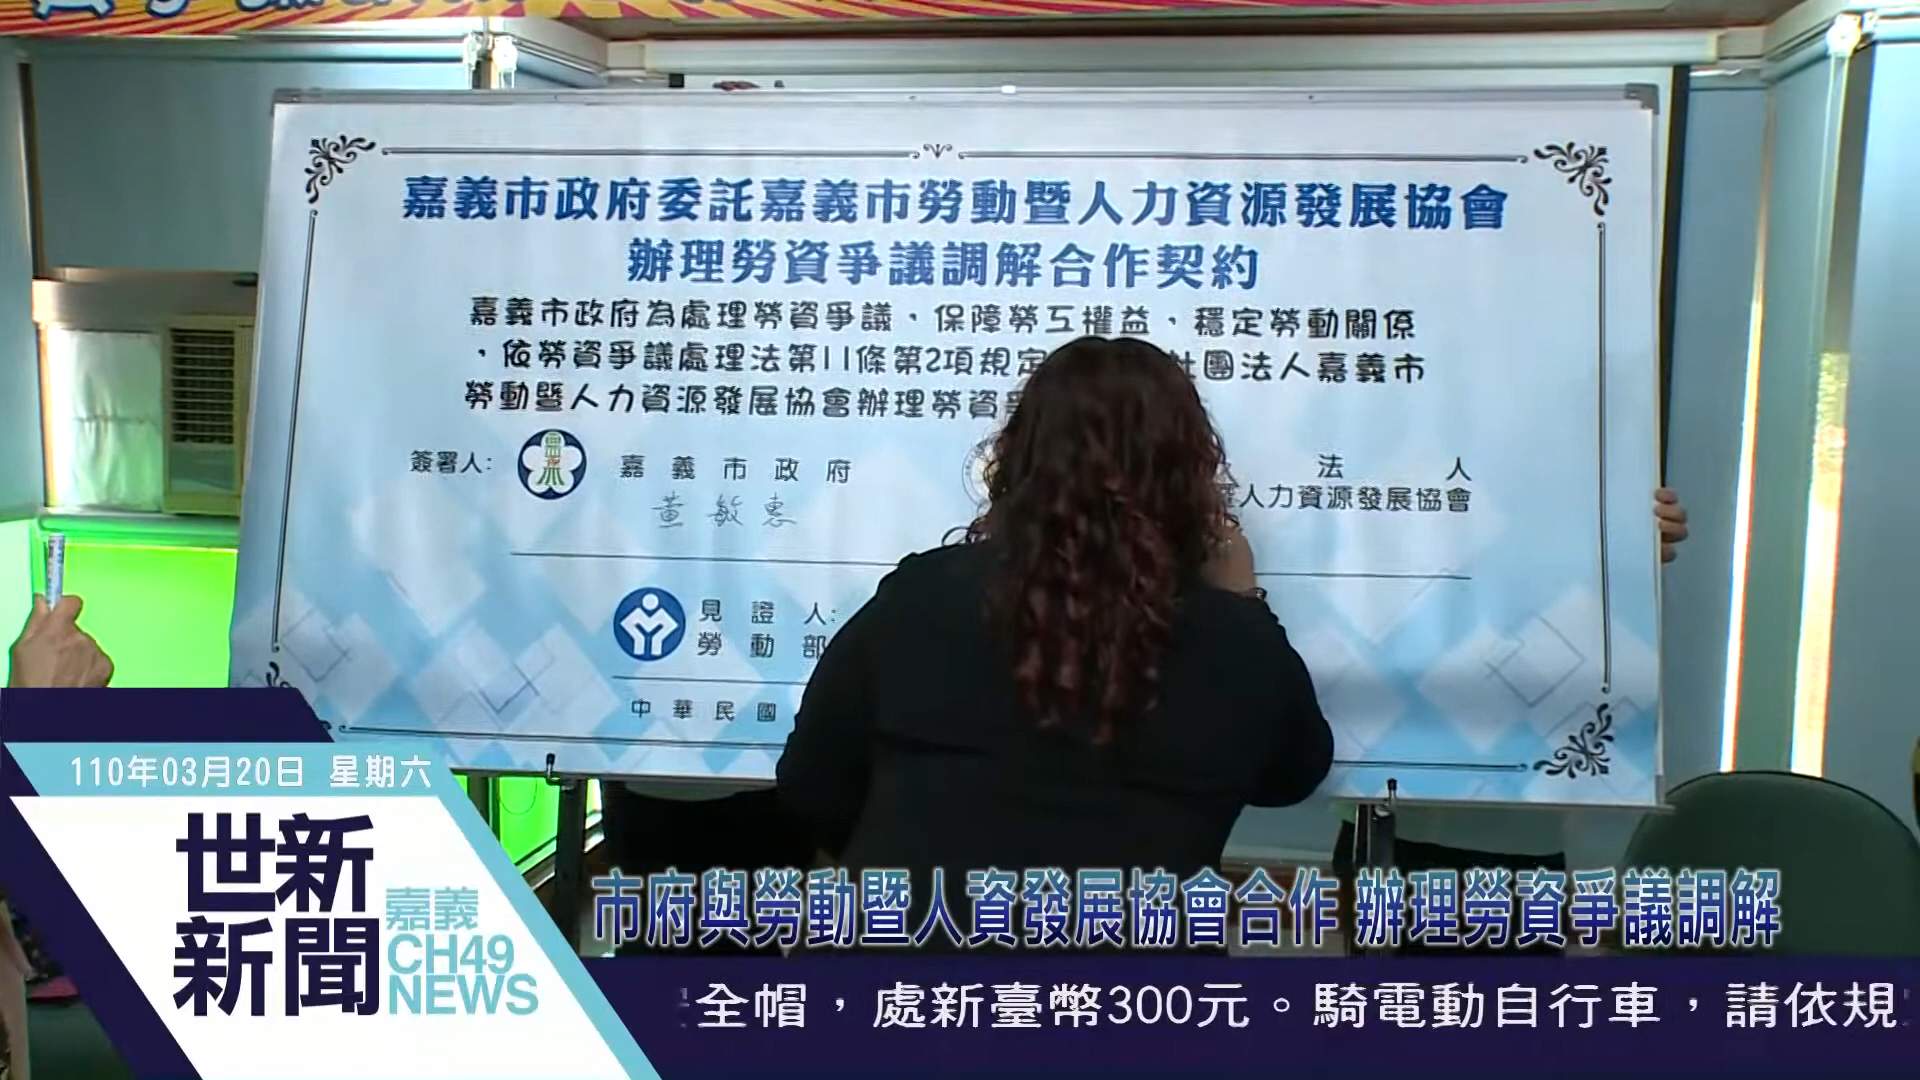 嘉義市政府委託嘉義市勞動暨人力資源發展協會
辦理勞資爭議調解合作契約
嘉義市政府為處理勞資爭議、保障勞工權益、穩定勞動關係
，依勞資爭議處理法第11條第2項規定 社團法人嘉義市
勞動暨人力資源發展協會辦理勞資
簽署人: 嘉義市政府 法人
暨人力資源發展協會
黃敏惠
見證人:
勞動部
中華民國
110年03月20日 星期六
世新
新聞
嘉義
CH49
NEWS
市府與勞動暨人資發展協會合作 辦理勞資爭議調解
全帽，處新臺幣300元。騎電動自行車，請依規